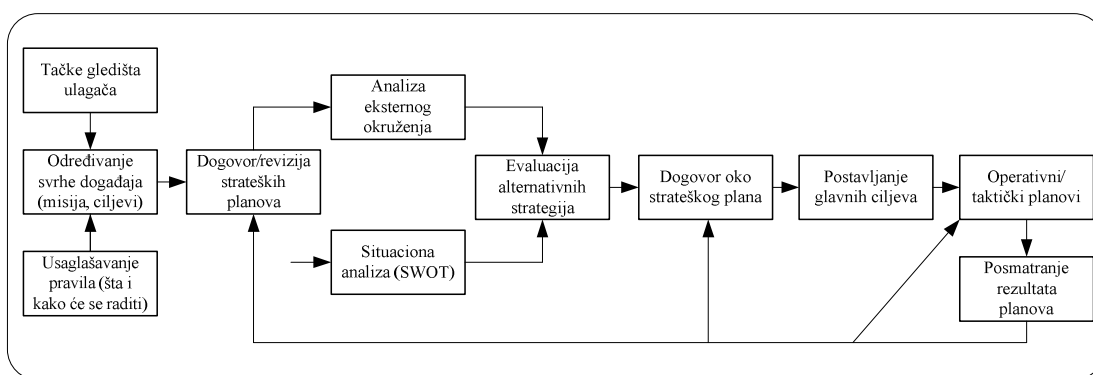 Tačke gledišta
ulagača
Određivanje
svrhe događaja
(misija, ciljevi)
Usaglašavanje
pravila (šta i
kako će se raditi)
Dogovor/revizija
strateških
planova
Analiza
eksternog
okruženja
Situaciona
analiza (SWOT)
Evaluacija
alternativnih
strategija
Dogovor oko
strateškog plana
Postavljanje
glavnih ciljeva
Operativni/
taktički planovi
Posmatranje
rezultata
planova